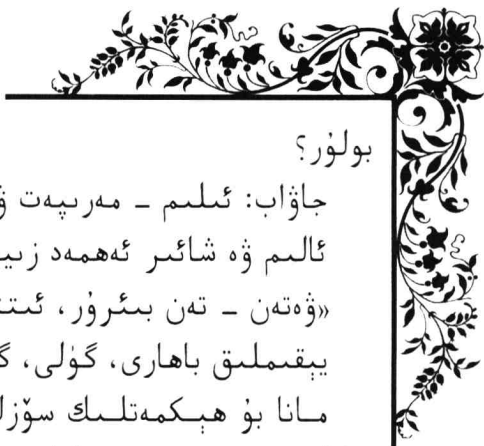 بولۇر؟
جاۋاب: ئىلىم ـ مەرىپەت
ئالىم ۋە شائىر ئەھمەد
«ۋەتەن ـ تەن بىئرۇر،
يېقىملىق باھارى، گۈلى،
مانا بۇ ھېكمەتلىك